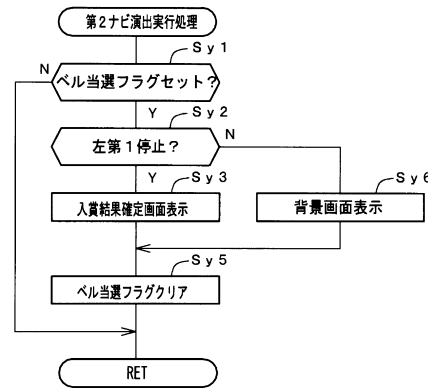 第２ナビ演出実行処理
Ｓｙ１
ベル当選フラグセット？
N
Y
Ｓｙ２
左第１停止？
N
Y
Ｓｙ３
入賞結果確定画面表示
Ｓｙ６
背景画面表示
Ｓｙ５
ベル当選フラグクリア
RET